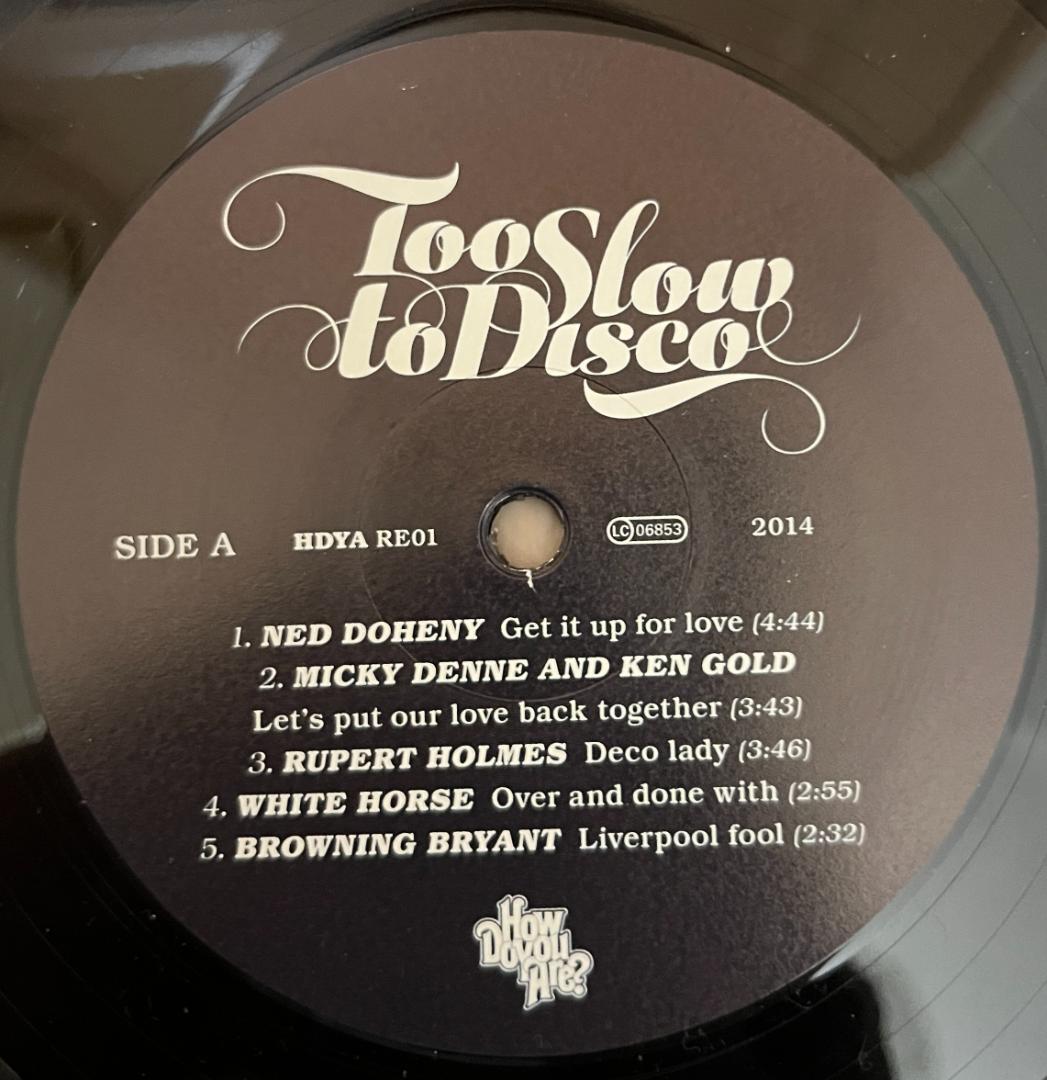 Too Slow
to Disco
SIDE A HDYA RE01 LC 06853 2014
1. NED DOHENY Get it up for love (4:44)
2. MICKY DENNE AND KEN GOLD
Let's put our love back together (3:43)
3. RUPERT HOLMES Deco lady (3:46)
4. WHITE HORSE Over and done with (2:55)
5. BROWNING BRYANT Liverpool fool (2:32)
How
Do you
Are?